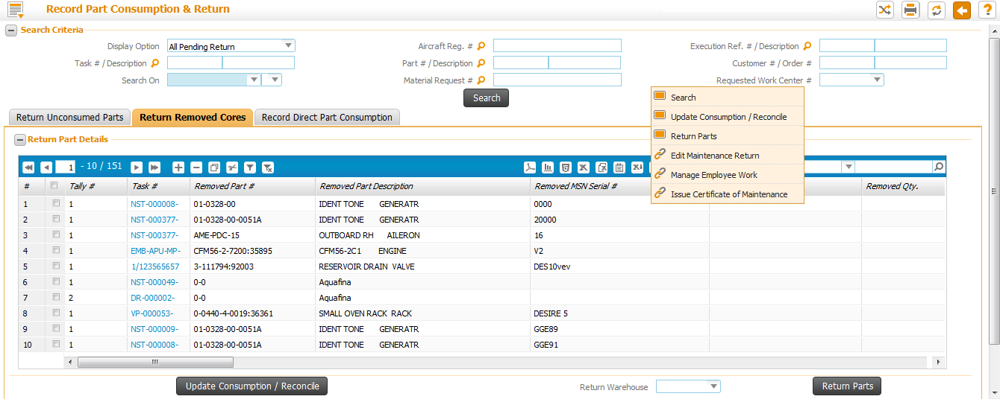 Record Part Consumption & Return
Search Criteria
Display Option All Pending Return Aircraft Reg. # Execution Ref. # / Description
Task # / Description Part # / Description Customer # / Order #
Search On Material Request # Requested Work Center #
Search
Search
Update Consumption / Reconcile
Return Parts
Edit Maintenance Return
Manage Employee Work
Issue Certificate of Maintenance
Return Unconsumed Parts Return Removed Cores Record Direct Part Consumption
Return Part Details
1 - 10 / 151
# Tally # Task # Removed Part # Removed Part Description Removed MSN Serial # Removed Qty.
1 1 NST-000008- 01-0328-00 IDENT TONE GENERATR 0000
2 1 NST-000377- 01-0328-00-0051A IDENT TONE GENERATR 20000
3 1 NST-000377- AME-PDC-15 OUTBOARD RH AILERON 16
4 1 EMB-APU-MP- CFM56-2-7200:35895 CFM56-2C1 ENGINE V2
5 1 1/123565657 3-111794:92003 RESERVOIR DRAIN VALVE DES10vev
6 1 NST-000049- 0-0 Aquafina
7 2 DR-000002- 0-0 Aquafina
8 1 VP-000053- 0-0440-4-0019:36361 SMALL OVEN RACK RACK DESIRE 5
9 1 NST-000009- 01-0328-00-0051A IDENT TONE GENERATR GGE89
10 1 NST-000008- 01-0328-00-0051A IDENT TONE GENERATR GGE91
Update Consumption / Reconcile Return Warehouse Return Parts